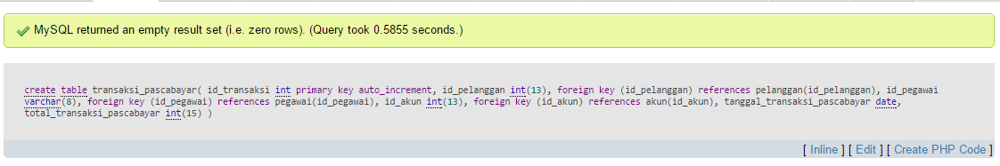 MySQL returned an empty result set (i.e. zero rows). (Query took 0.5855 seconds.)
create table transaksi_pascabayar( id_transaksi int primary key auto_increment, id_pelanggan int(13), foreign key (id_pelanggan) references pelanggan(id_pelanggan), id_pegawai
varchar(8), foreign key (id_pegawai) references pegawai(id_pegawai), id_akun int(13), foreign key (id_akun) references akun(id_akun), tanggal_transaksi_pascabayar date,
total_transaksi_pascabayar int(15) )
[ Inline ] [ Edit ] [ Create PHP Code ]